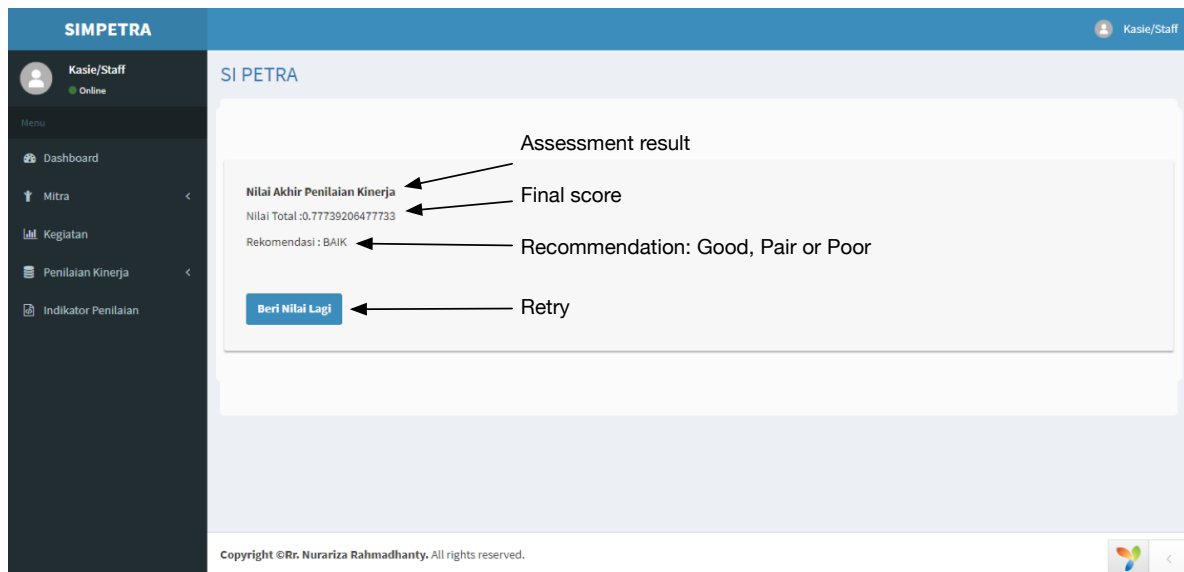 SIMPETRA
Kasie/Staff
Kasie/Staff
Online
Menu
Dashboard
Mitra
Kegiatan
Penilaian Kinerja
Indikator Penilaian
SI PETRA
Assessment result
Nilai Akhir Penilaian Kinerja
Final score
Nilai Total :0.77739206477733
Rekomendasi : BAIK
Recommendation: Good, Pair or Poor
Beri Nilai Lagi
Retry
Copyright ©Rr. Nurariza Rahmadhanty. All rights reserved.